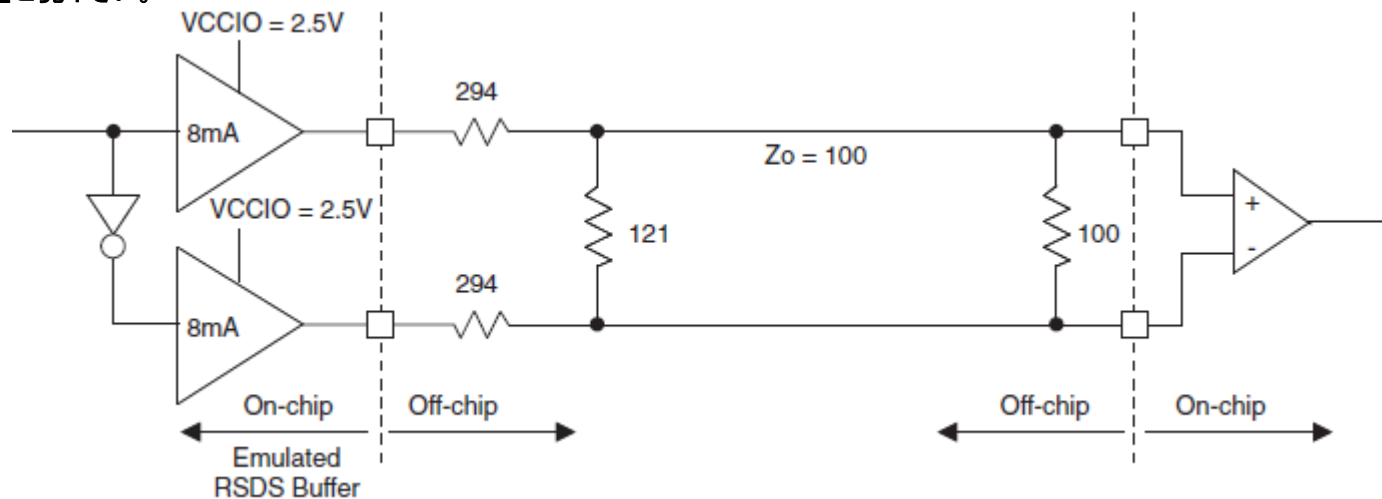 VCCIO = 2.5V
294
8mA
Zo = 100
+
VCCIO = 2.5V
121
100
-
294
8mA
On-chip
Off-chip
Off-chip
On-chip
Emulated
RSDS Buffer